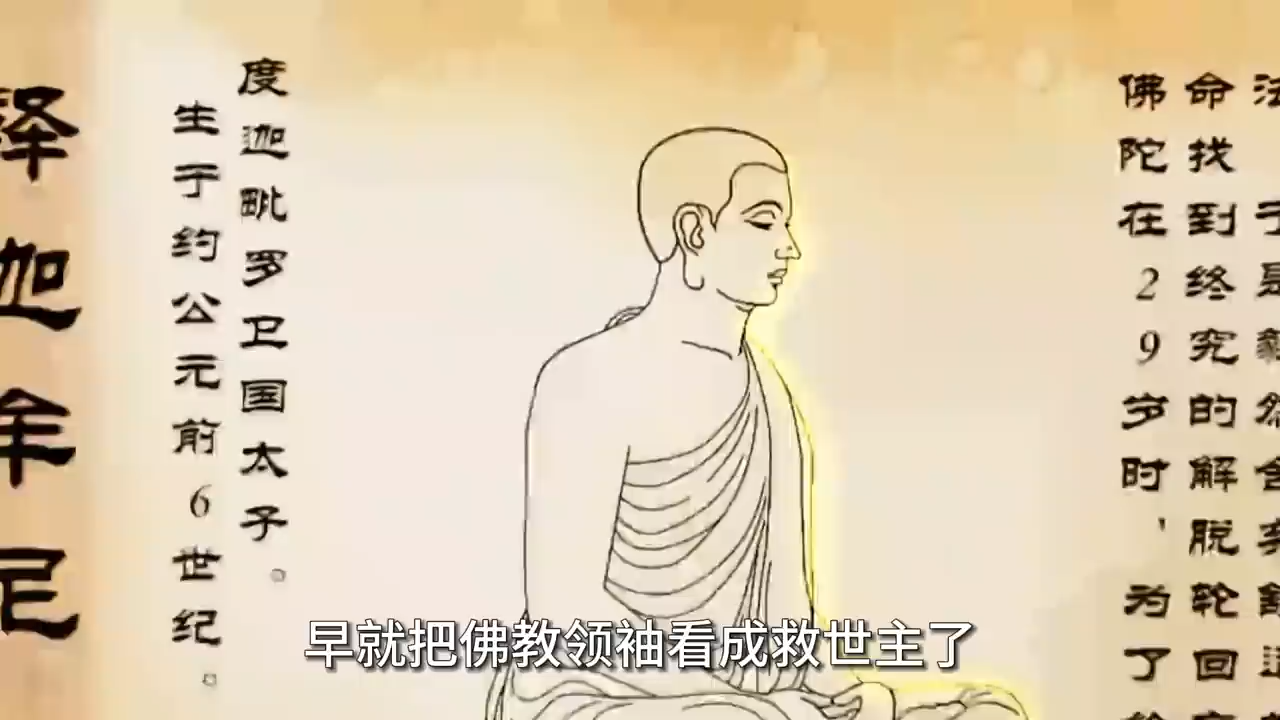 释迦牟尼
生于约公元前6世纪。
度迦毗罗卫国太子。
佛陀在29岁时，为了
命找到终究的解脱轮回
早就把佛教领袖看成救世主了